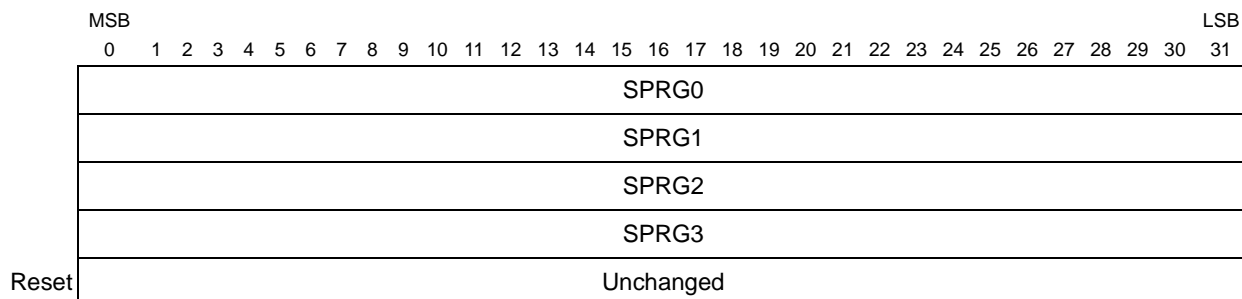 MSB LSB
0 1 2 3 4 5 6 7 8 9 10 11 12 13 14 15 16 17 18 19 20 21 22 23 24 25 26 27 28 29 30 31
SPRG0
SPRG1
SPRG2
SPRG3
Reset Unchanged